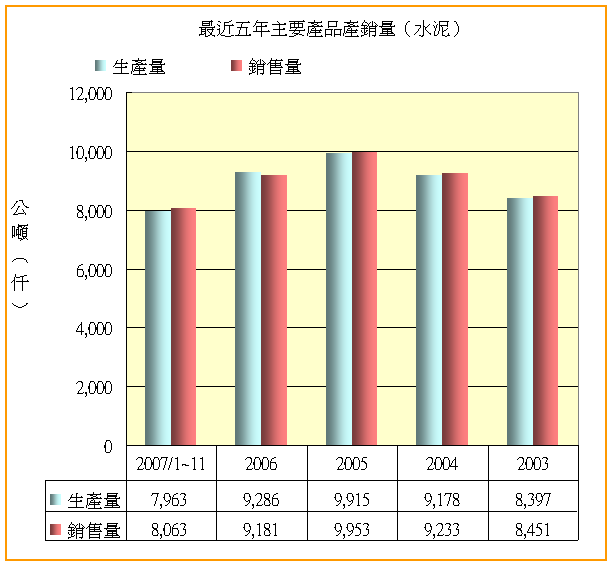 最近五年主要產品產銷量（水泥）
生產量 銷售量
12,000
10,000
8,000
6,000
4,000
2,000
0
公噸（仟）
2007/1~11 2006 2005 2004 2003
生產量 7,963 9,286 9,915 9,178 8,397
銷售量 8,063 9,181 9,953 9,233 8,451